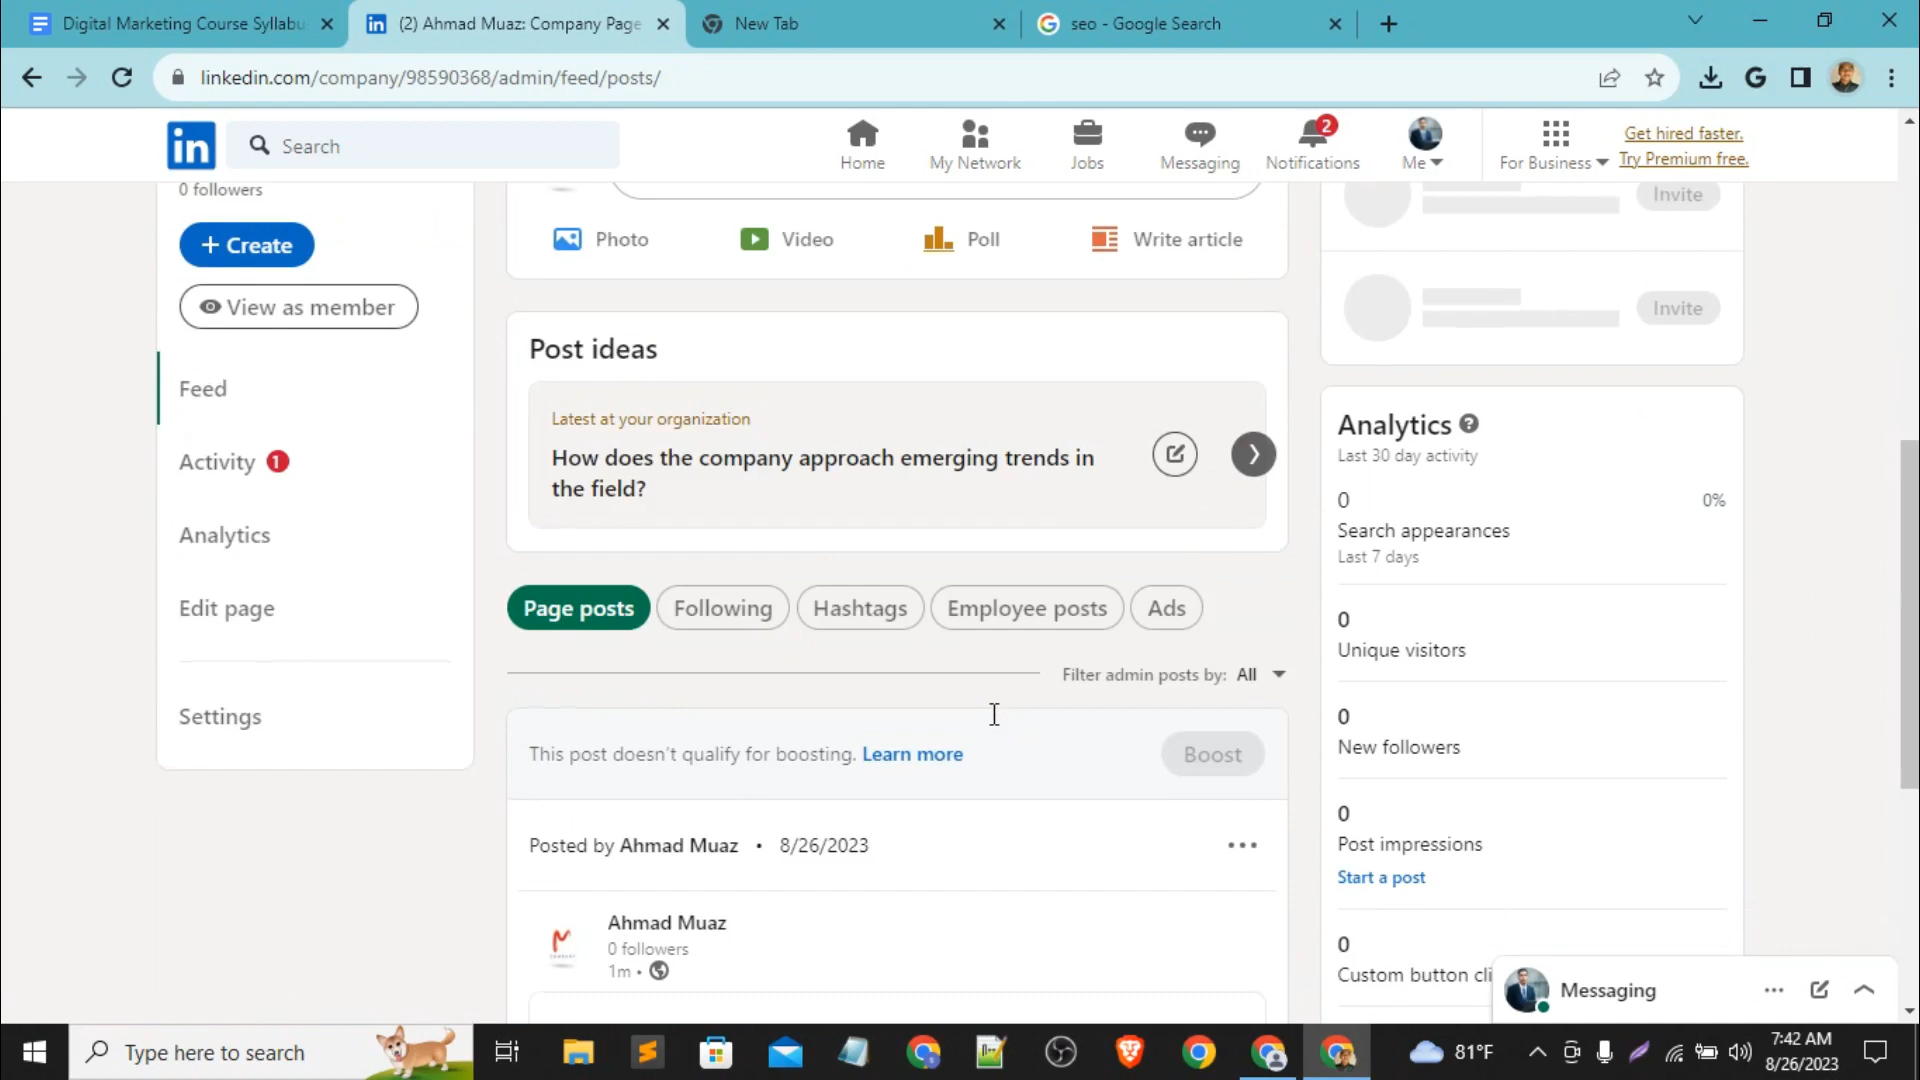 Digital Marketing Course Syllabu
(2) Ahmad Muaz: Company Page
New Tab
seo - Google Search
linkedin.com/company/98590368/admin/feed/posts/
in
Search
Home
My Network
Jobs
Messaging
2
Notifications
Me
For Business
Get hired faster.
Try Premium free.
0 followers
+ Create
View as member
Feed
Activity 1
Analytics
Edit page
Settings
Photo
Video
Poll
Write article
Post ideas
Latest at your organization
How does the company approach emerging trends in
the field?
Page posts
Following
Hashtags
Employee posts
Ads
Filter admin posts by: All
This post doesn't qualify for boosting. Learn more
Boost
Posted by Ahmad Muaz • 8/26/2023
Ahmad Muaz
0 followers
1m •
Invite
Invite
Analytics
Last 30 day activity
0 0%
Search appearances
Last 7 days
0
Unique visitors
0
New followers
0
Post impressions
Start a post
0
Custom button cli
Messaging
Type here to search
81°F
7:42 AM
8/26/2023